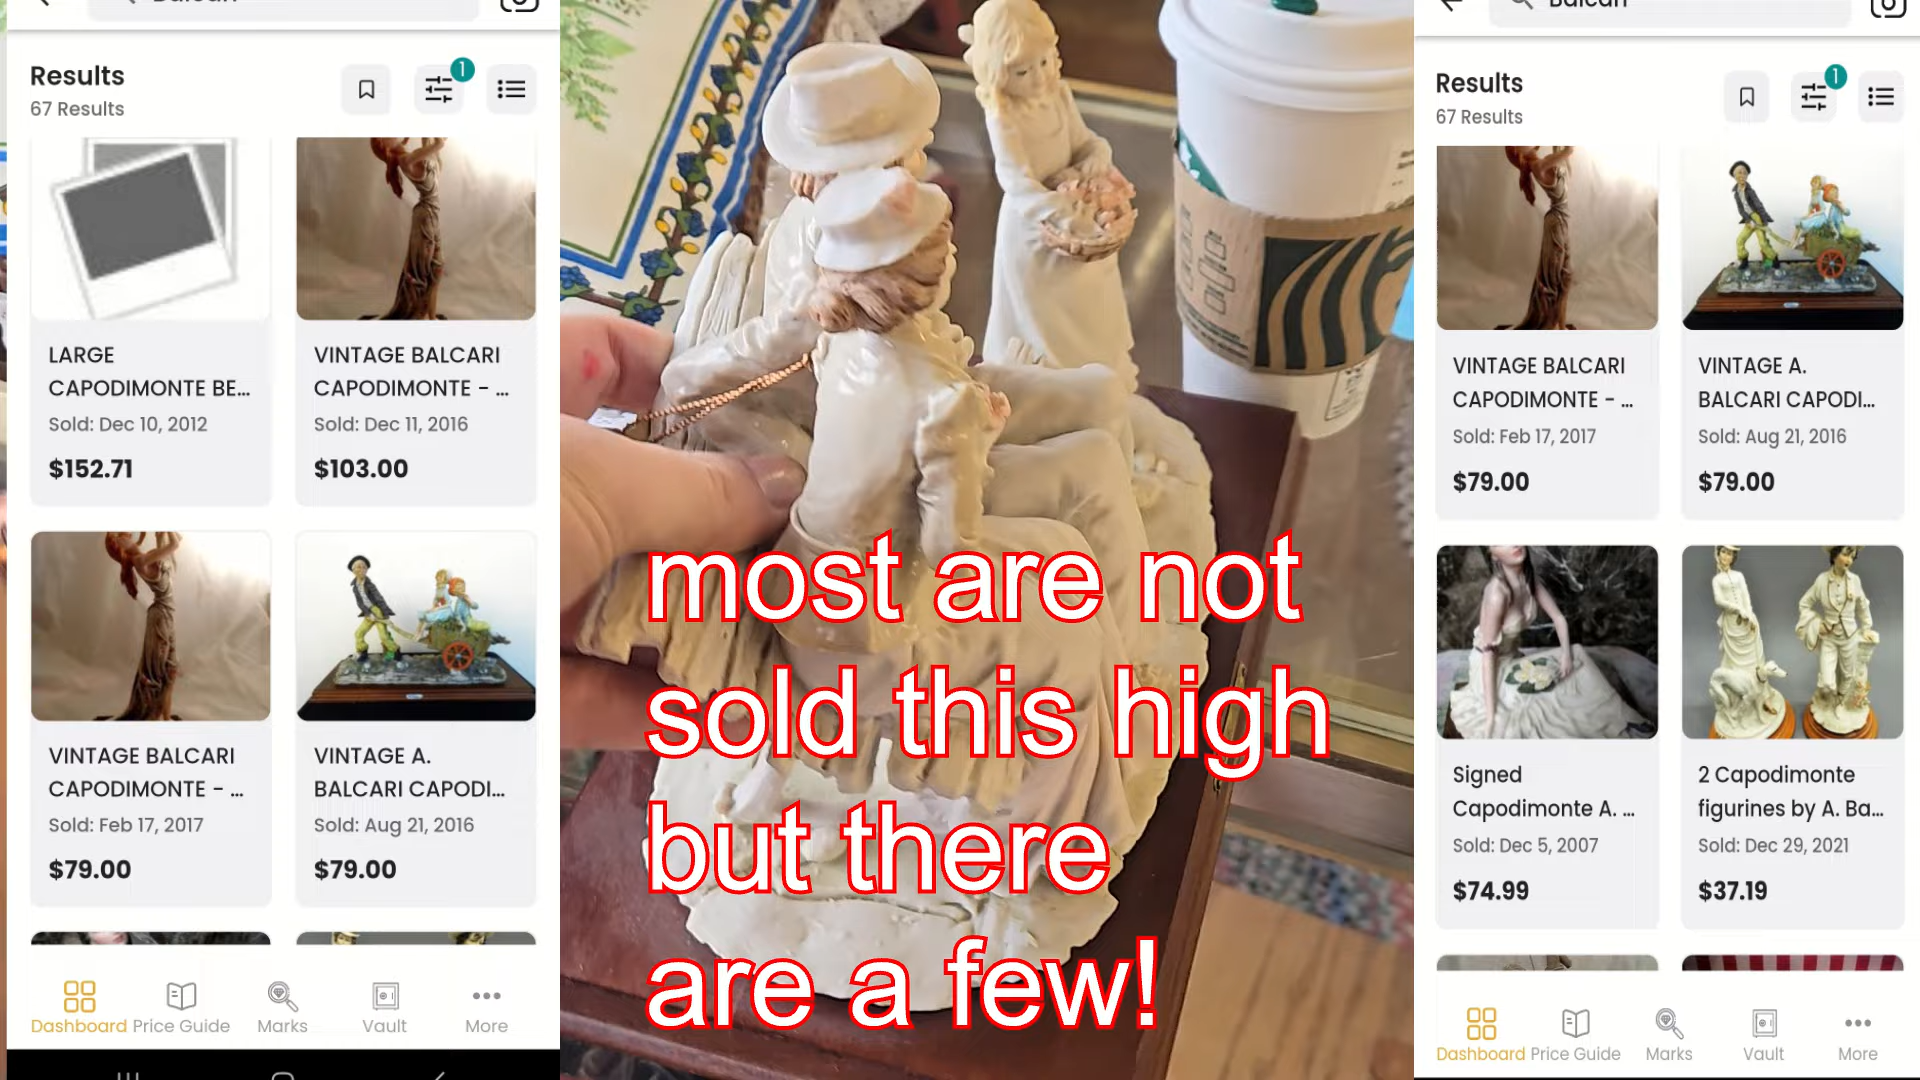 Results
67 Results
1
LARGE
CAPODIMONTE BE...
Sold: Dec 10, 2012
$152.71
VINTAGE BALCARI
CAPODIMONTE - ...
Sold: Dec 11, 2016
$103.00
VINTAGE BALCARI
CAPODIMONTE - ...
Sold: Feb 17, 2017
$79.00
VINTAGE A.
BALCARI CAPODI...
Sold: Aug 21, 2016
$79.00
Dashboard
Price Guide
Marks
Vault
More
most are not
sold this high
but there
are a few!
Results
67 Results
1
VINTAGE BALCARI
CAPODIMONTE - ...
Sold: Feb 17, 2017
$79.00
VINTAGE A.
BALCARI CAPODI...
Sold: Aug 21, 2016
$79.00
Signed
Capodimonte A. ...
Sold: Dec 5, 2007
$74.99
2 Capodimonte
figurines by A. Ba...
Sold: Dec 29, 2021
$37.19
Dashboard
Price Guide
Marks
Vault
More